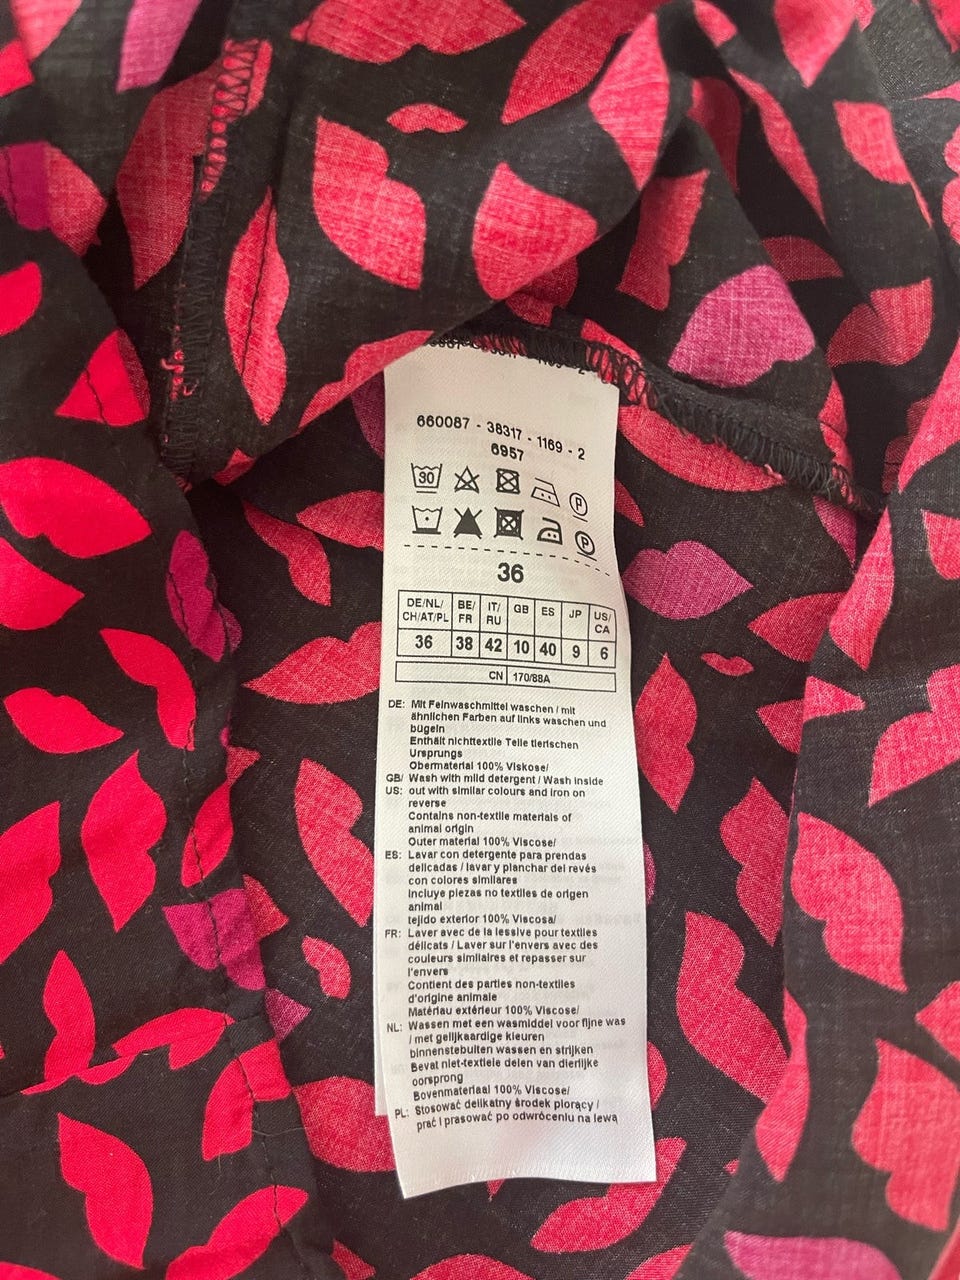 660087 - 38317 - 1169 - 2
6957
30 P
P
36
DE/NL/ CH/AT/PL BE/ FR IT/ RU GB ES JP US/ CA
36 38 42 10 40 9 6
CN 170/88A
DE: Mit Feinwaschmittel waschen / mit
ähnlichen Farben auf links waschen und
bügeln
Enthält nichttextile Teile tierischen
Ursprungs
Obermaterial 100% Viskose/
GB/ Wash with mild detergent / Wash inside
US: out with similar colours and iron on
reverse
Contains non-textile materials of
animal origin
Outer material 100% Viscose/
ES: Lavar con detergente para prendas
delicadas / lavar y planchar del revés
con colores similares
Incluye piezas no textiles de origen
animal
tejido exterior 100% Viscosa/
FR: Laver avec de la lessive pour textiles
délicats / Laver sur l'envers avec des
couleurs similaires et repasser sur
l'envers
Contient des parties non-textiles
d'origine animale
Matériau extérieur 100% Viscose/
NL: Wassen met een wasmiddel voor fijne was
/ met gelijkaardige kleuren
binnenstebuiten wassen en strijken
Bevat niet-textiele delen van dierlijke
oorsprong
Bovenmateriaal 100% Viscose/
PL: Stosować delikatny środek piorący /
prać i prasować po odwróceniu na lewą